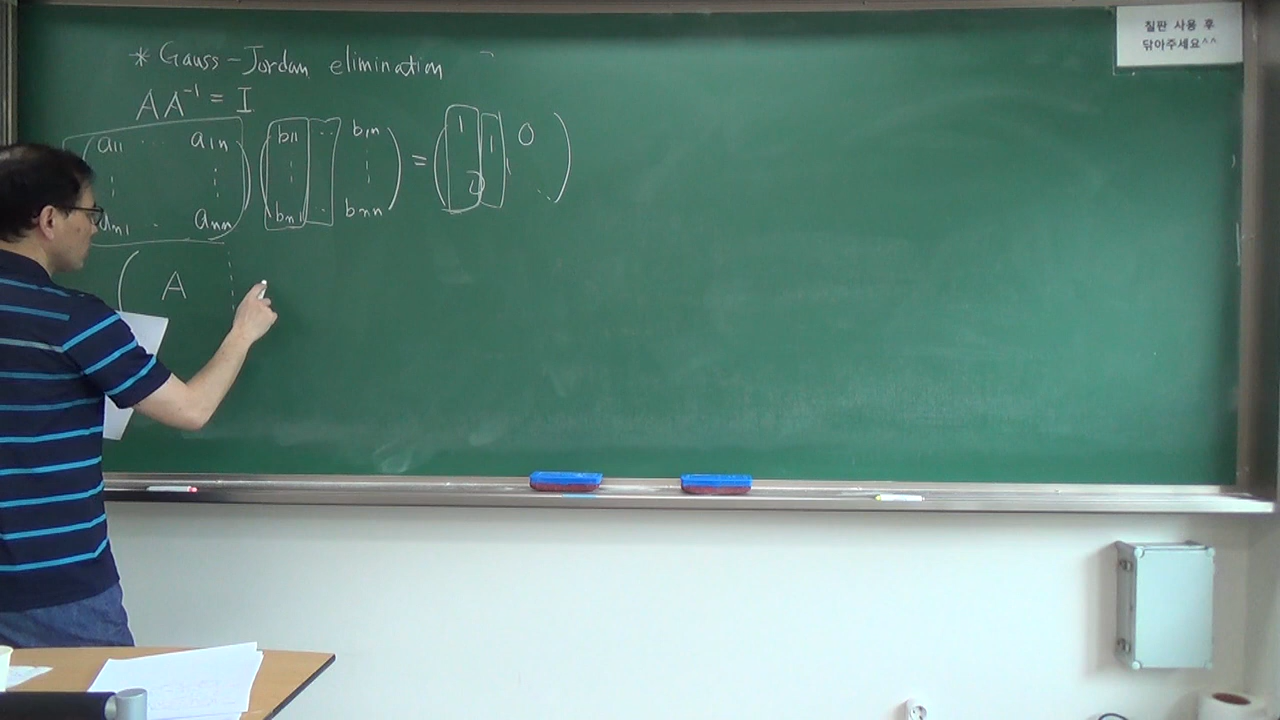 * Gauss-Jordan elimination
AA⁻¹ = I
( a₁₁ ⋯ a₁ₙ ) ( b₁₁ ⋯ b₁ₙ ) = ( 1 1 0
aₙ₁ ⋯ aₙₙ ) ( bₙ₁ ⋯ bₙₙ )
( A
칠판 사용 후
닦아주세요^^